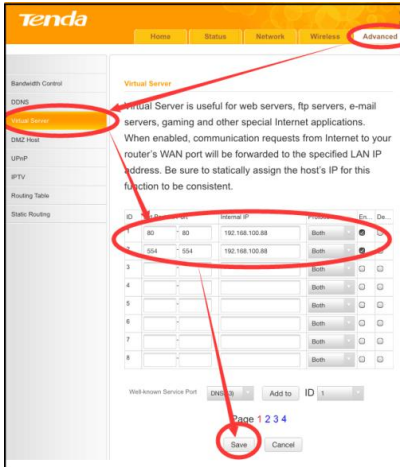 Tenda
Home Status Network Wireless Advanced
Bandwidth Control
DDNS
Virtual Server
DMZ Host
UPnP
IPTV
Routing Table
Static Routing
Virtual Server
Virtual Server is useful for web servers, ftp servers, e-mail
servers, gaming and other special Internet applications.
When enabled, communication requests from Internet to your
router's WAN port will be forwarded to the specified LAN IP
address. Be sure to statically assign the host's IP for this
function to be consistent.
ID Internal IP En... De...
1 80 - 80 192.168.100.88 Both
2 554 - 554 192.168.100.88 Both
3 - Both
4 - Both
5 - Both
6 - Both
7 - Both
8 - Both
Well-known Service Port Add to ID 1
Page 1 2 3 4
Save Cancel